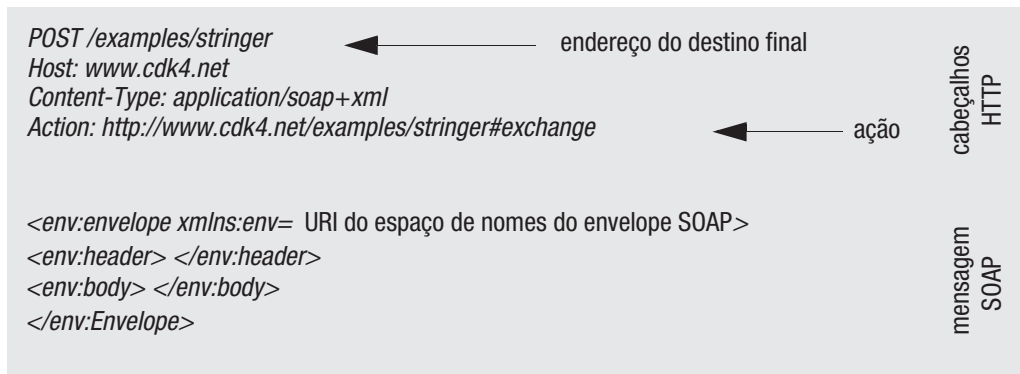 POST /examples/stringer endereço do destino final
Host: www.cdk4.net
Content-Type: application/soap+xml
Action: http://www.cdk4.net/examples/stringer#exchange ação
cabeçalhos
HTTP
<env:envelope xmlns:env= URI do espaço de nomes do envelope SOAP>
<env:header> </env:header>
<env:body> </env:body>
</env:Envelope>
mensagem
SOAP